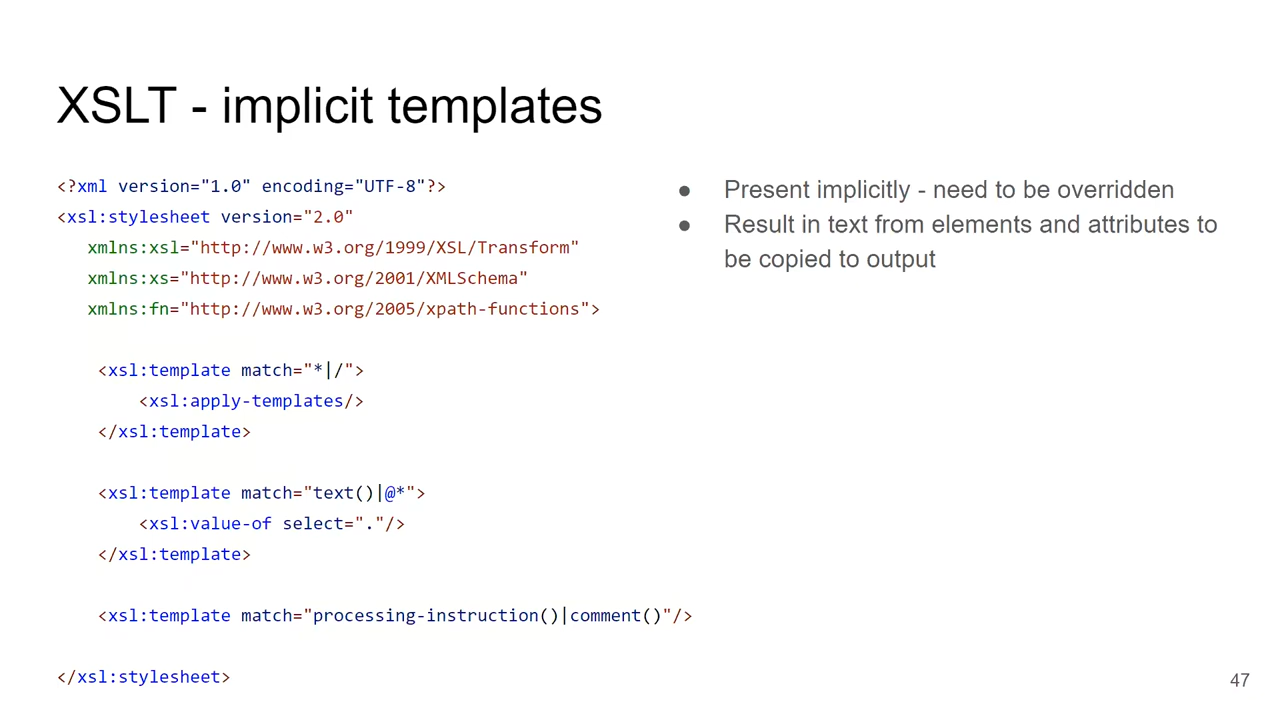 XSLT - implicit templates
<?xml version="1.0" encoding="UTF-8"?>
<xsl:stylesheet version="2.0"
xmlns:xsl="http://www.w3.org/1999/XSL/Transform"
xmlns:xs="http://www.w3.org/2001/XMLSchema"
xmlns:fn="http://www.w3.org/2005/xpath-functions">
<xsl:template match="*|/">
<xsl:apply-templates/>
</xsl:template>
<xsl:template match="text()|@*">
<xsl:value-of select="."/>
</xsl:template>
<xsl:template match="processing-instruction()|comment()"/>
</xsl:stylesheet>
● Present implicitly - need to be overridden
● Result in text from elements and attributes to
be copied to output
47